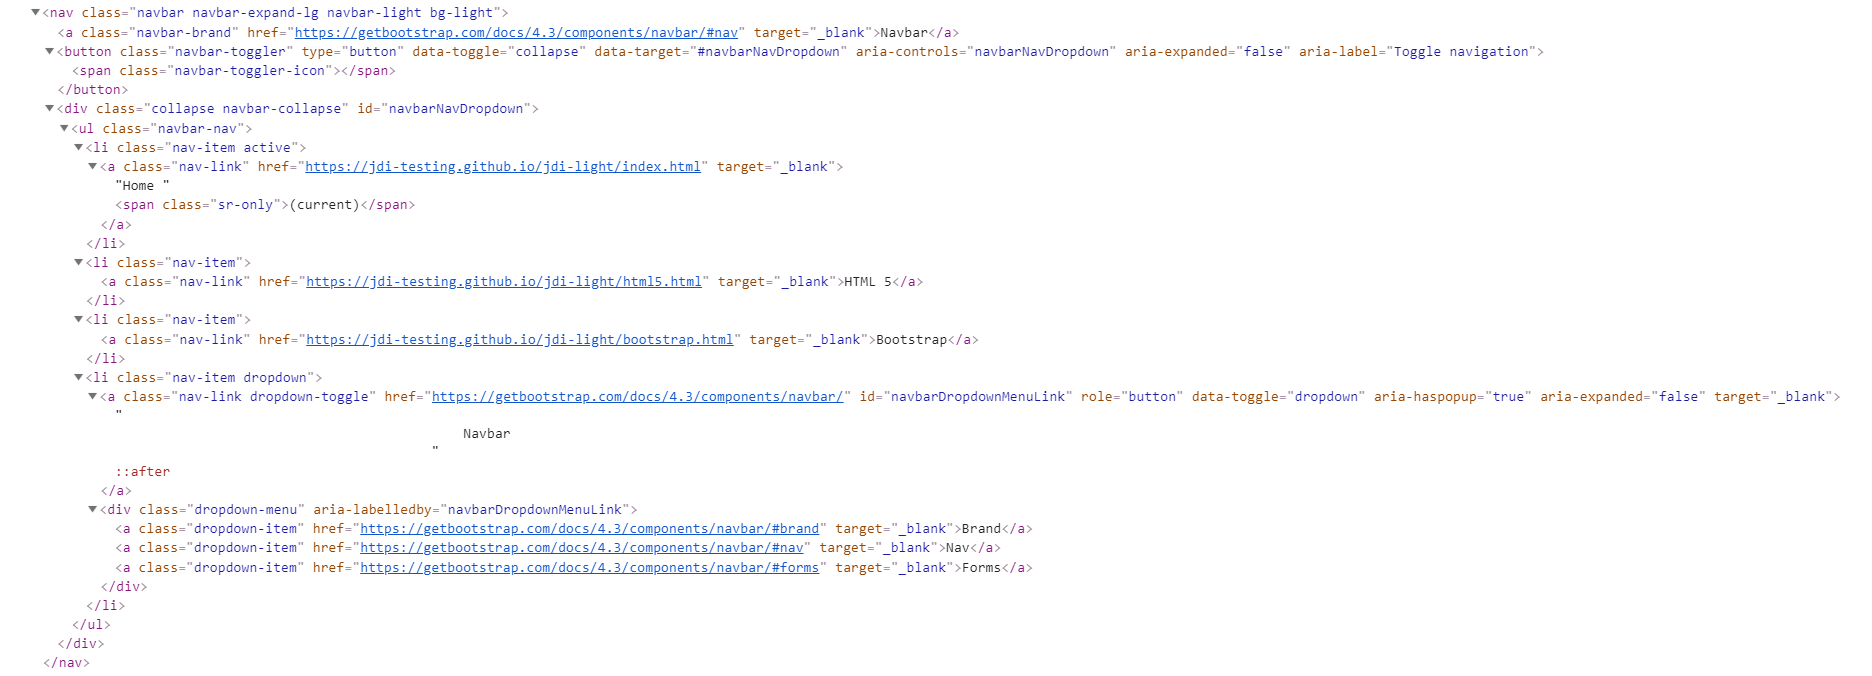 ▼<nav class="navbar navbar-expand-lg navbar-light bg-light">
<a class="navbar-brand" href="https://getbootstrap.com/docs/4.3/components/navbar/#nav" target="_blank">Navbar</a>
▼<button class="navbar-toggler" type="button" data-toggle="collapse" data-target="#navbarNavDropdown" aria-controls="navbarNavDropdown" aria-expanded="false" aria-label="Toggle navigation">
<span class="navbar-toggler-icon"></span>
</button>
▼<div class="collapse navbar-collapse" id="navbarNavDropdown">
▼<ul class="navbar-nav">
▼<li class="nav-item active">
▼<a class="nav-link" href="https://jdi-testing.github.io/jdi-light/index.html" target="_blank">
"Home "
<span class="sr-only">(current)</span>
</a>
</li>
▼<li class="nav-item">
<a class="nav-link" href="https://jdi-testing.github.io/jdi-light/html5.html" target="_blank">HTML 5</a>
</li>
▼<li class="nav-item">
<a class="nav-link" href="https://jdi-testing.github.io/jdi-light/bootstrap.html" target="_blank">Bootstrap</a>
</li>
▼<li class="nav-item dropdown">
▼<a class="nav-link dropdown-toggle" href="https://getbootstrap.com/docs/4.3/components/navbar/" id="navbarDropdownMenuLink" role="button" data-toggle="dropdown" aria-haspopup="true" aria-expanded="false" target="_blank">
"
Navbar
"
::after
</a>
▼<div class="dropdown-menu" aria-labelledby="navbarDropdownMenuLink">
<a class="dropdown-item" href="https://getbootstrap.com/docs/4.3/components/navbar/#brand" target="_blank">Brand</a>
<a class="dropdown-item" href="https://getbootstrap.com/docs/4.3/components/navbar/#nav" target="_blank">Nav</a>
<a class="dropdown-item" href="https://getbootstrap.com/docs/4.3/components/navbar/#forms" target="_blank">Forms</a>
</div>
</li>
</ul>
</div>
</nav>